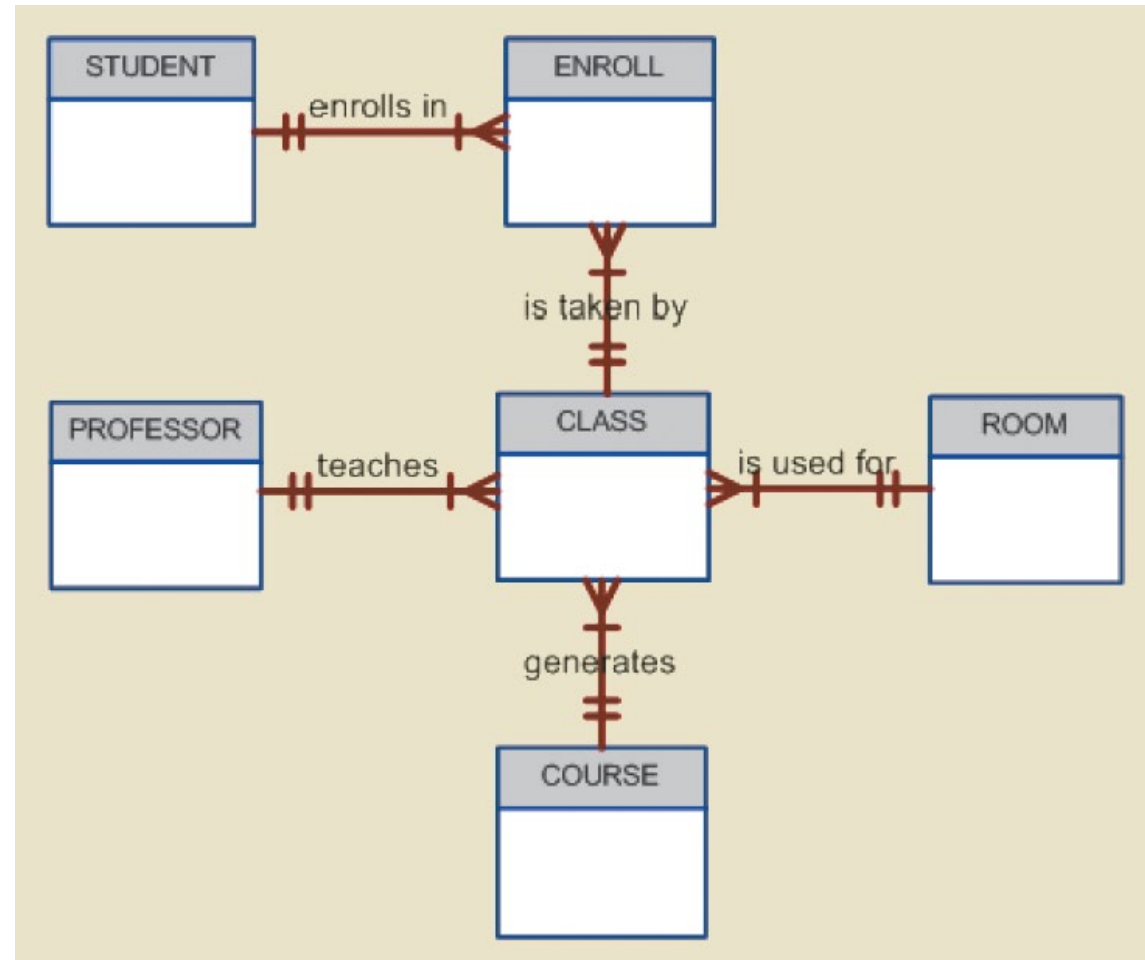 STUDENT
enrolls in
ENROLL
is taken by
PROFESSOR
teaches
CLASS
is used for
ROOM
generates
COURSE